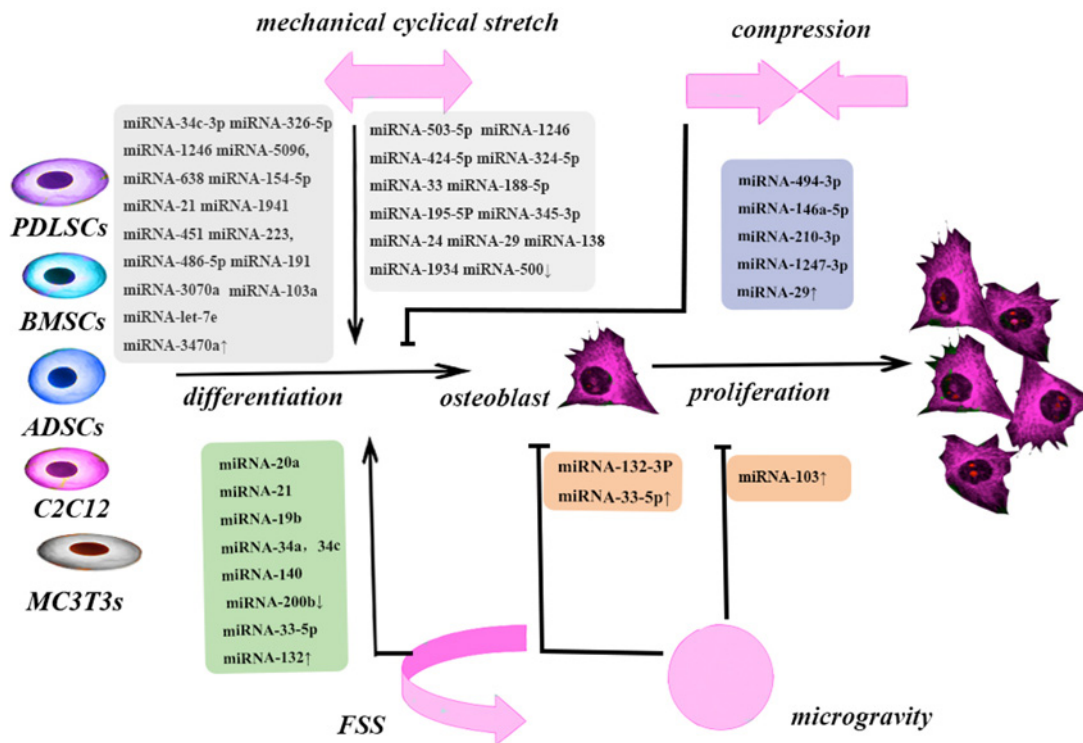 mechanical cyclical stretch
compression
miRNA-34c-3p miRNA-326-5p
miRNA-1246 miRNA-5096,
miRNA-638 miRNA-154-5p
miRNA-21 miRNA-1941
miRNA-451 miRNA-223,
miRNA-486-5p miRNA-191
miRNA-3070a miRNA-103a
miRNA-let-7e
miRNA-3470a↑
miRNA-503-5p miRNA-1246
miRNA-424-5p miRNA-324-5p
miRNA-33 miRNA-188-5p
miRNA-195-5P miRNA-345-3p
miRNA-24 miRNA-29 miRNA-138
miRNA-1934 miRNA-500↓
miRNA-494-3p
miRNA-146a-5p
miRNA-210-3p
miRNA-1247-3p
miRNA-29↑
PDLSCs
BMSCs
ADSCs
C2C12
MC3T3s
differentiation
osteoblast
proliferation
miRNA-20a
miRNA-21
miRNA-19b
miRNA-34a, 34c
miRNA-140
miRNA-200b↓
miRNA-33-5p
miRNA-132↑
miRNA-132-3P
miRNA-33-5p↑
miRNA-103↑
FSS
microgravity